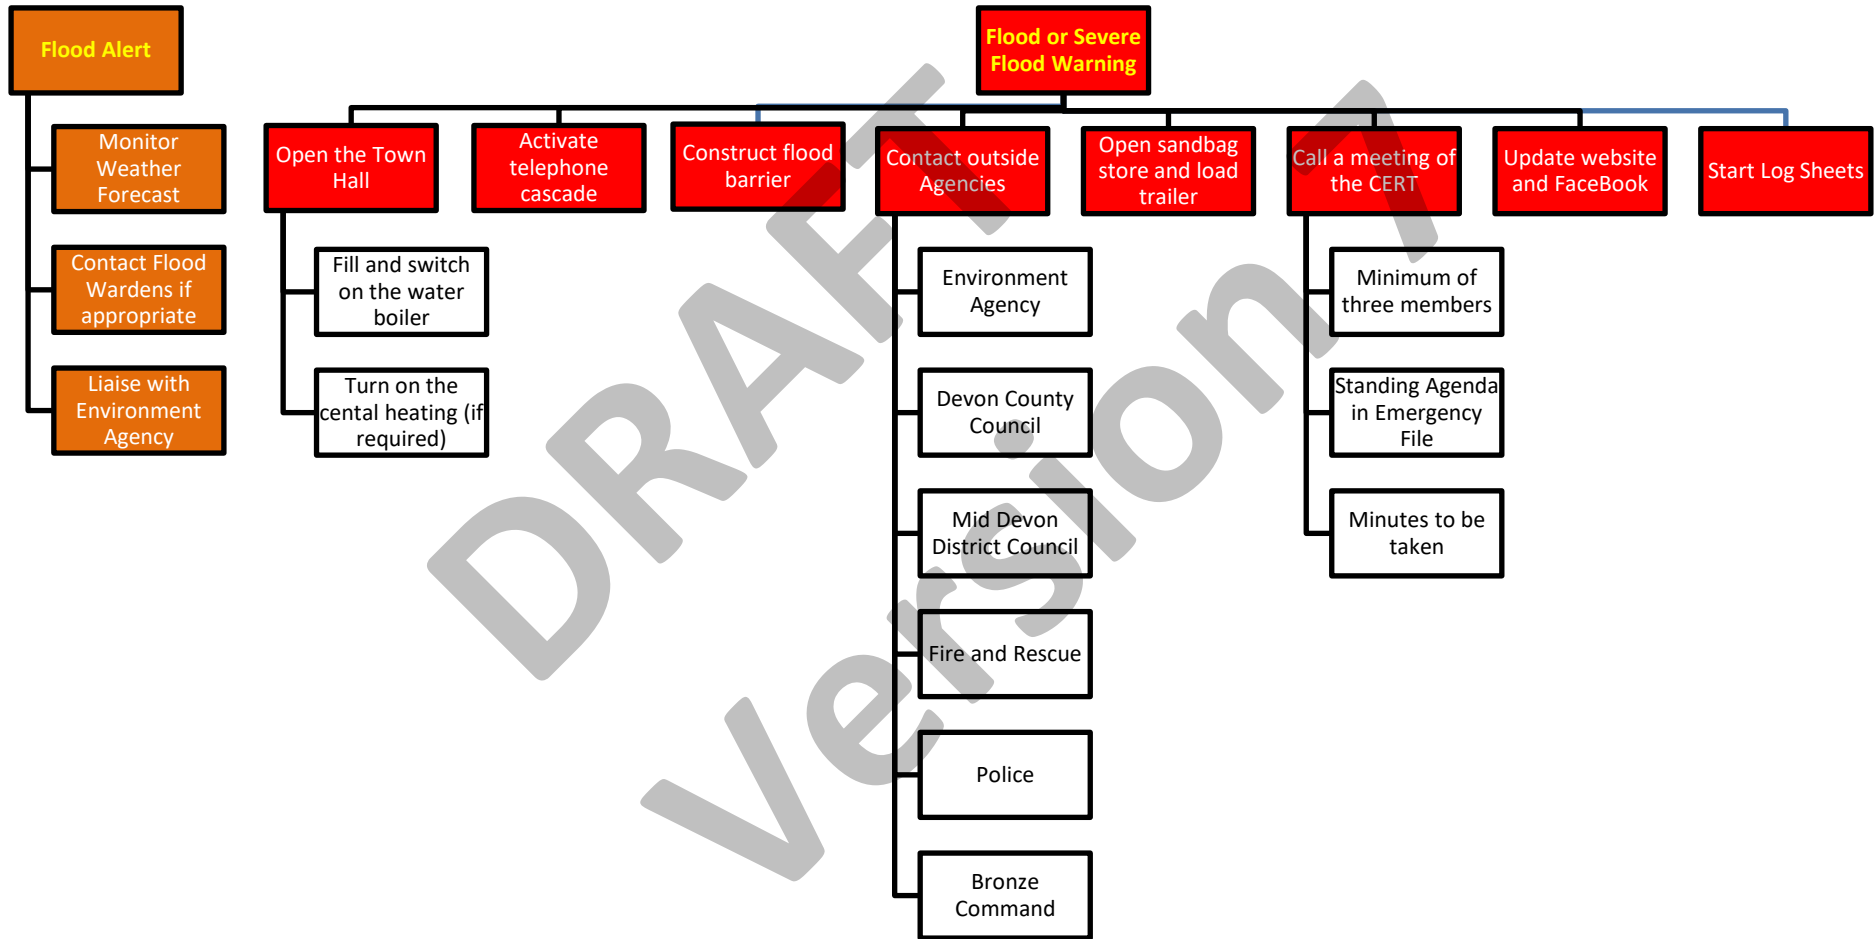 Flood Alert
Monitor
Weather
Forecast
Contact Flood
Wardens if
appropriate
Liaise with
Environment
Agency
Flood or Severe
Flood Warning
Open the Town
Hall
Fill and switch
on the water
boiler
Turn on the
cental heating (if
required)
Activate
telephone
cascade
Construct flood
barrier
Contact outside
Agencies
Environment
Agency
Devon County
Council
Mid Devon
District Council
Fire and Rescue
Police
Bronze
Command
Open sandbag
store and load
trailer
Call a meeting of
the CERT
Minimum of
three members
Standing Agenda
in Emergency
File
Minutes to be
taken
Update website
and FaceBook
Start Log Sheets
DRAFT
Version 7